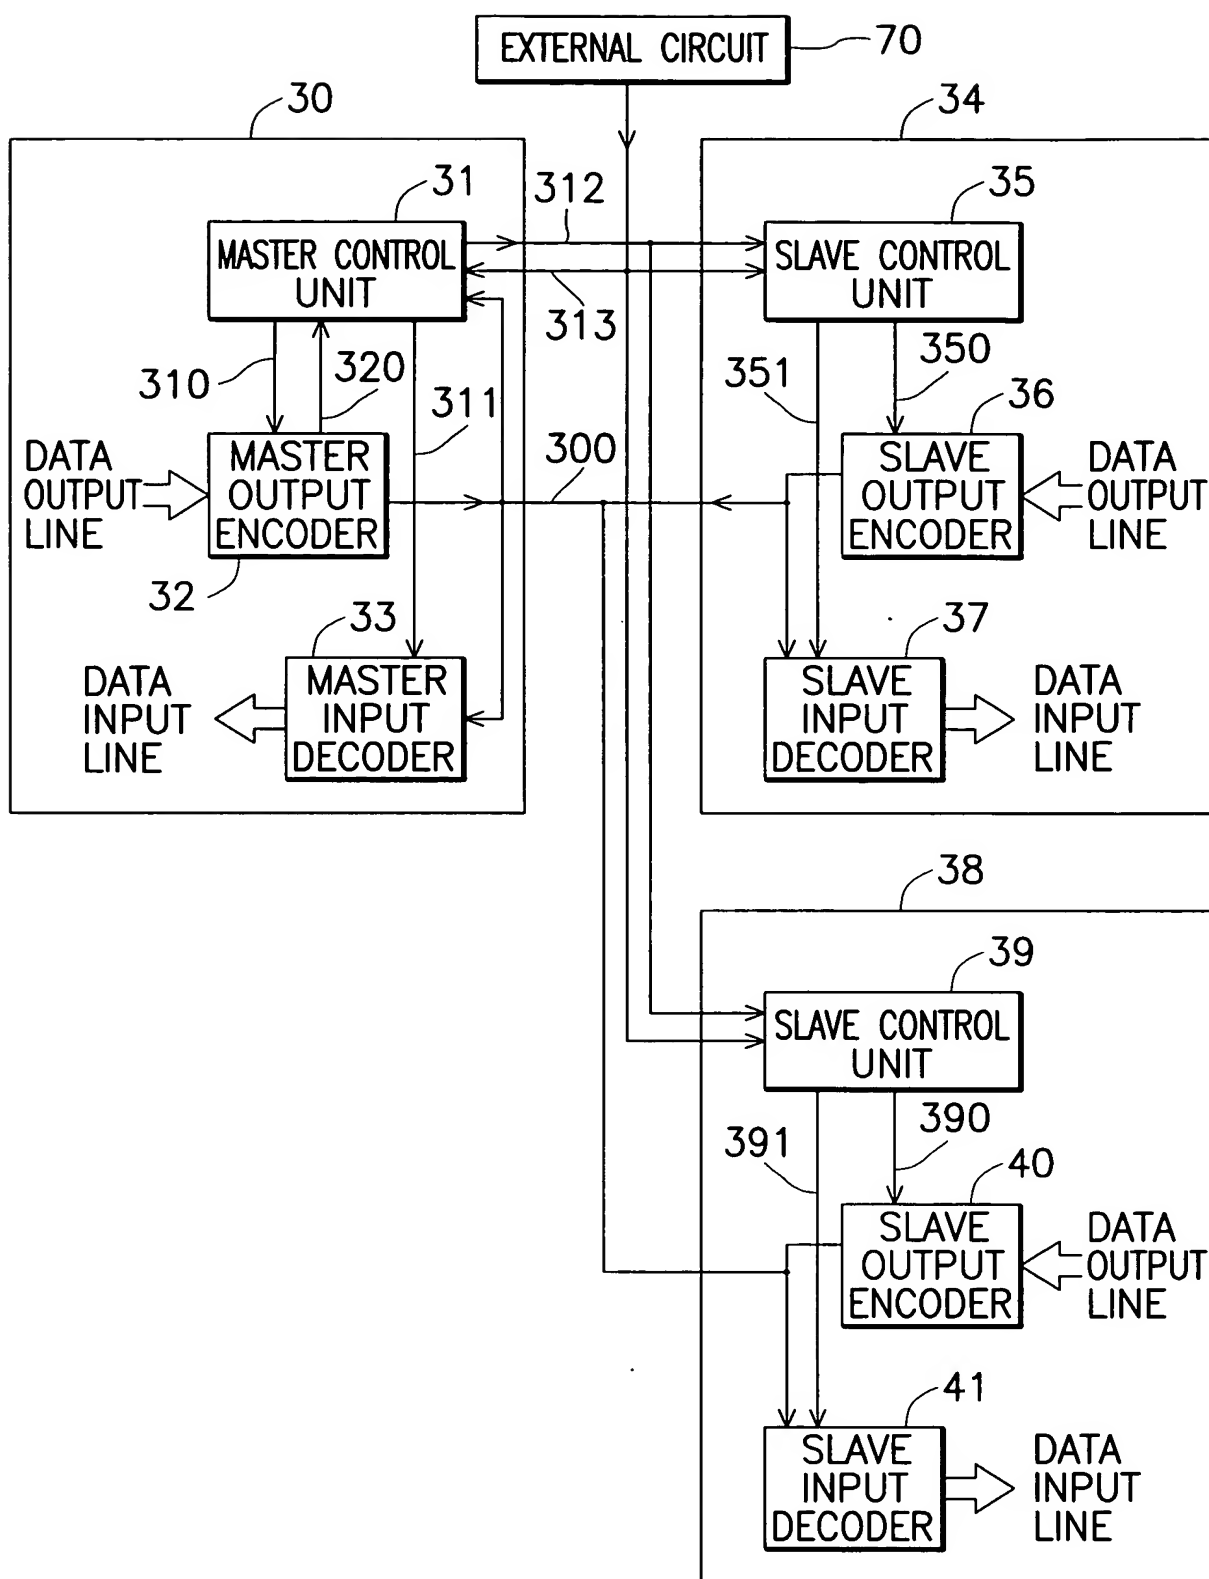 EXTERNAL CIRCUIT
70
30
34
31
MASTER CONTROL
UNIT
312
313
35
SLAVE CONTROL
UNIT
310
320
311
351
350
DATA
OUTPUT
LINE
MASTER
OUTPUT
ENCODER
32
300
36
SLAVE
OUTPUT
ENCODER
DATA
OUTPUT
LINE
33
MASTER
INPUT
DECODER
DATA
INPUT
LINE
37
SLAVE
INPUT
DECODER
DATA
INPUT
LINE
38
39
SLAVE CONTROL
UNIT
391
390
40
SLAVE
OUTPUT
ENCODER
DATA
OUTPUT
LINE
41
SLAVE
INPUT
DECODER
DATA
INPUT
LINE